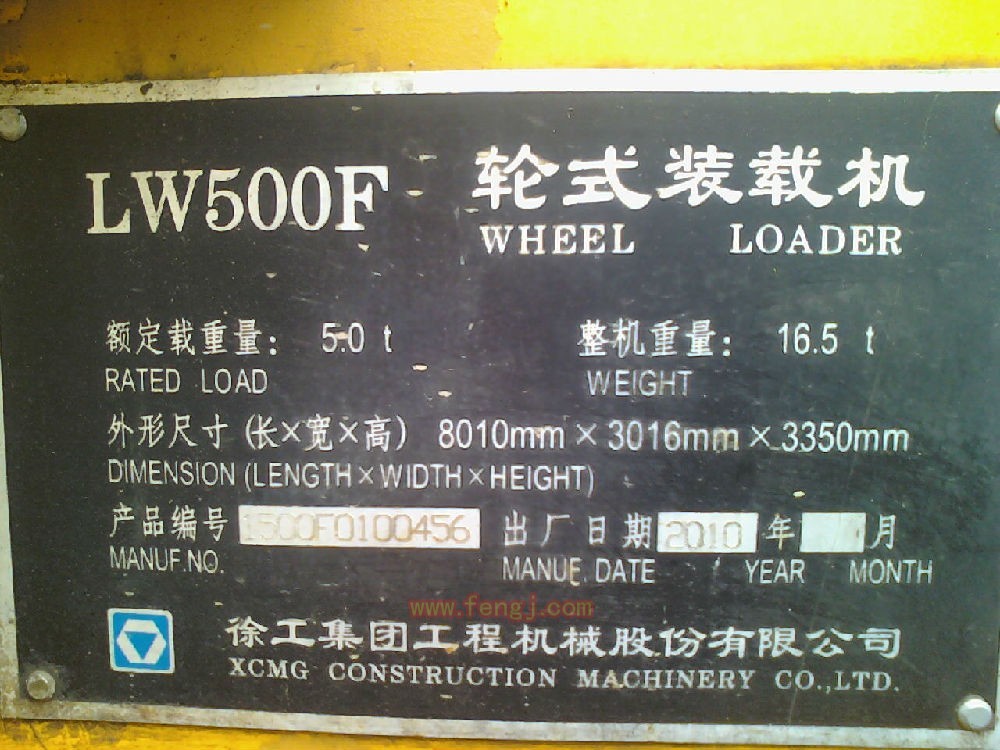 LW500F 轮式装载机
WHEEL LOADER
额定载重量： 5.0 t 整机重量： 16.5 t
RATED LOAD WEIGHT
外形尺寸 (长×宽×高) 8010mm × 3016mm × 3350mm
DIMENSION (LENGTH×WIDTH×HEIGHT)
产品编号 1500F0100456 出厂日期 2010 年 月
MANUF.NO. MANUF. DATE / YEAR MONTH
www.fengj.com
徐工集团工程机械股份有限公司
XCMG CONSTRUCTION MACHINERY CO.,LTD.